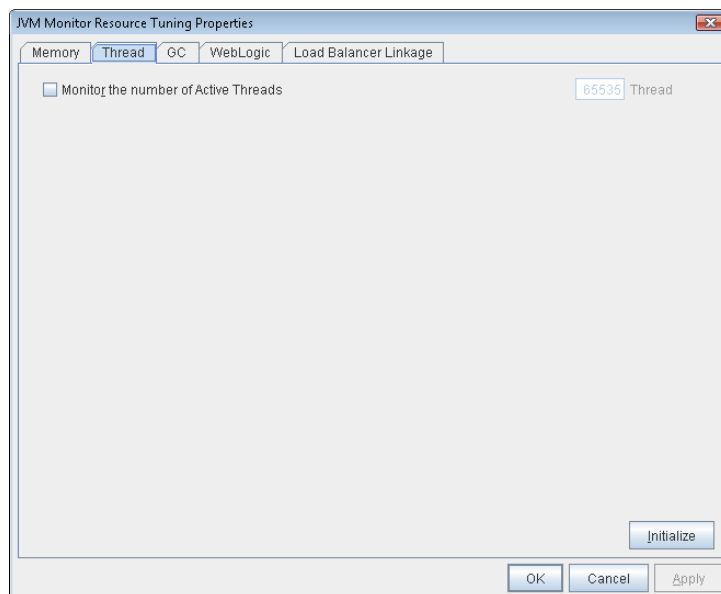 JVM Monitor Resource Tuning Properties
Memory Thread GC WebLogic Load Balancer Linkage
Monitor the number of Active Threads 65535 Thread
Initialize
OK Cancel Apply